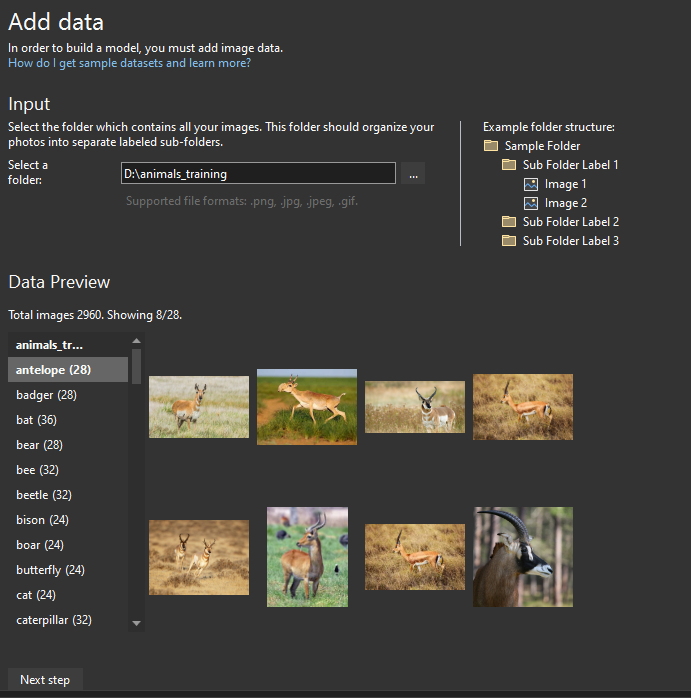 Add data
In order to build a model, you must add image data.
How do I get sample datasets and learn more?
Input
Select the folder which contains all your images. This folder should organize your
photos into separate labeled sub-folders.
Select a
folder:
D:\animals_training
...
Supported file formats: .png, .jpg, .jpeg, .gif.
Example folder structure:
Sample Folder
Sub Folder Label 1
Image 1
Image 2
Sub Folder Label 2
Sub Folder Label 3
Data Preview
Total images 2960. Showing 8/28.
animals_tr...
antelope (28)
badger (28)
bat (36)
bear (28)
bee (32)
beetle (32)
bison (24)
boar (24)
butterfly (24)
cat (24)
caterpillar (32)
Next step